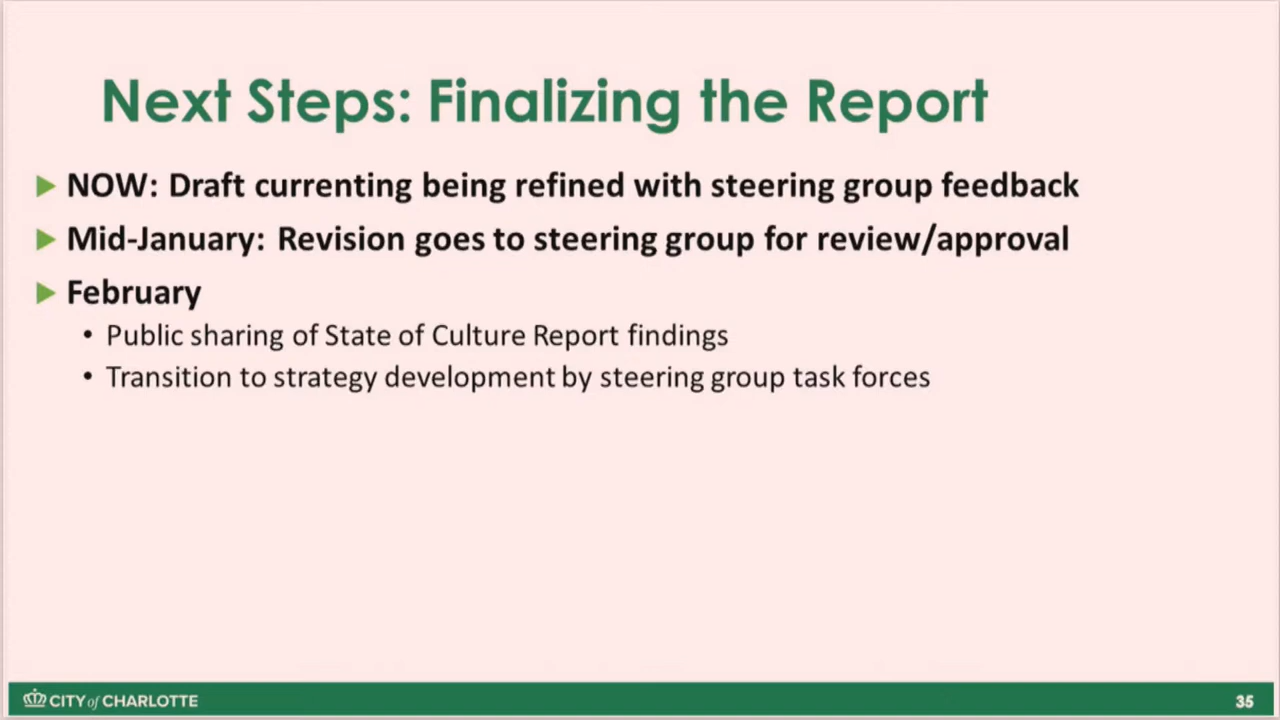 Next Steps: Finalizing the Report
NOW: Draft currenting being refined with steering group feedback
Mid-January: Revision goes to steering group for review/approval
February
• Public sharing of State of Culture Report findings
• Transition to strategy development by steering group task forces
CITY of CHARLOTTE
35